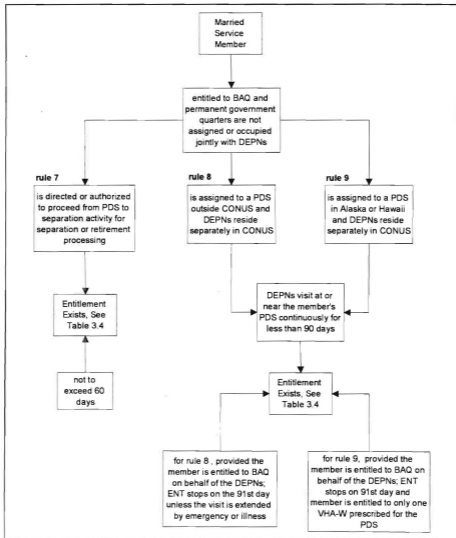 Married
Service
Member
entitled to BAQ and
permanent government
quarters are not
assigned or occupied
jointly with DEPNs
rule 7
is directed or authorized
to proceed from PDS to
separation activity for
separation or retirement
processing
rule 8
is assigned to a PDS
outside CONUS and
DEPNs reside
separately in CONUS
rule 9
is assigned to a PDS
in Alaska or Hawaii
and DEPNs reside
separately in CONUS
Entitlement
Exists, See
Table 3.4
DEPNs visit at or
near the member's
PDS continuously for
less than 90 days
not to
exceed 60
days
Entitlement
Exists, See
Table 3.4
for rule 8 , provided the
member is entitled to BAQ
on behalf of the DEPNs;
ENT stops on the 91st day
unless the visit is extended
by emergency or illness
for rule 9, provided the
member is entitled to BAQ on
behalf of the DEPNs; ENT
stops on 91st day and
member is entitled to only one
VHA-W prescribed for the
PDS